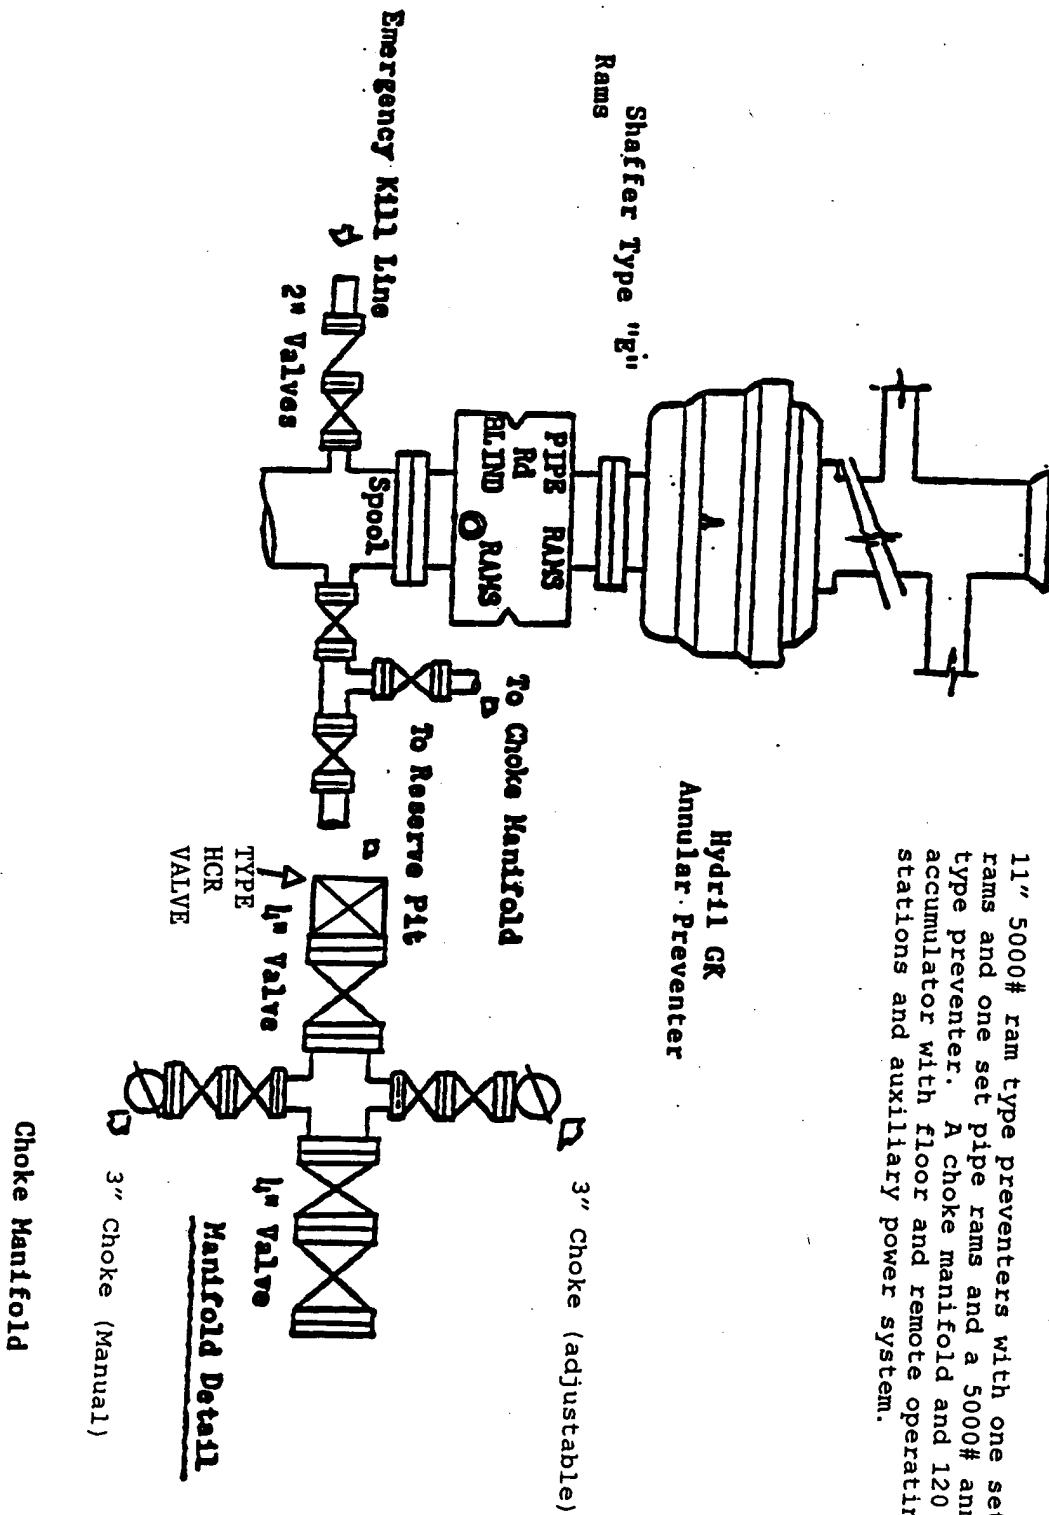 11" 5000# ram type preventers with one set
rams and one set pipe rams and a 5000# ann
type preventer. A choke manifold and 120
accumulator with floor and remote operatin
stations and auxiliary power system.
Shaffer Type "E"
Rams
Hydril GK
Annular Preventer
PIPE RAMS
Rd
BLIND RAMS
Spool
Emergency Kill Line
2" Valves
To Choke Manifold
To Reserve Pit
TYPE
HCR
VALVE
4" Valve
4" Valve
3" Choke (adjustable)
3" Choke (Manual)
Manifold Detail
Choke Manifold